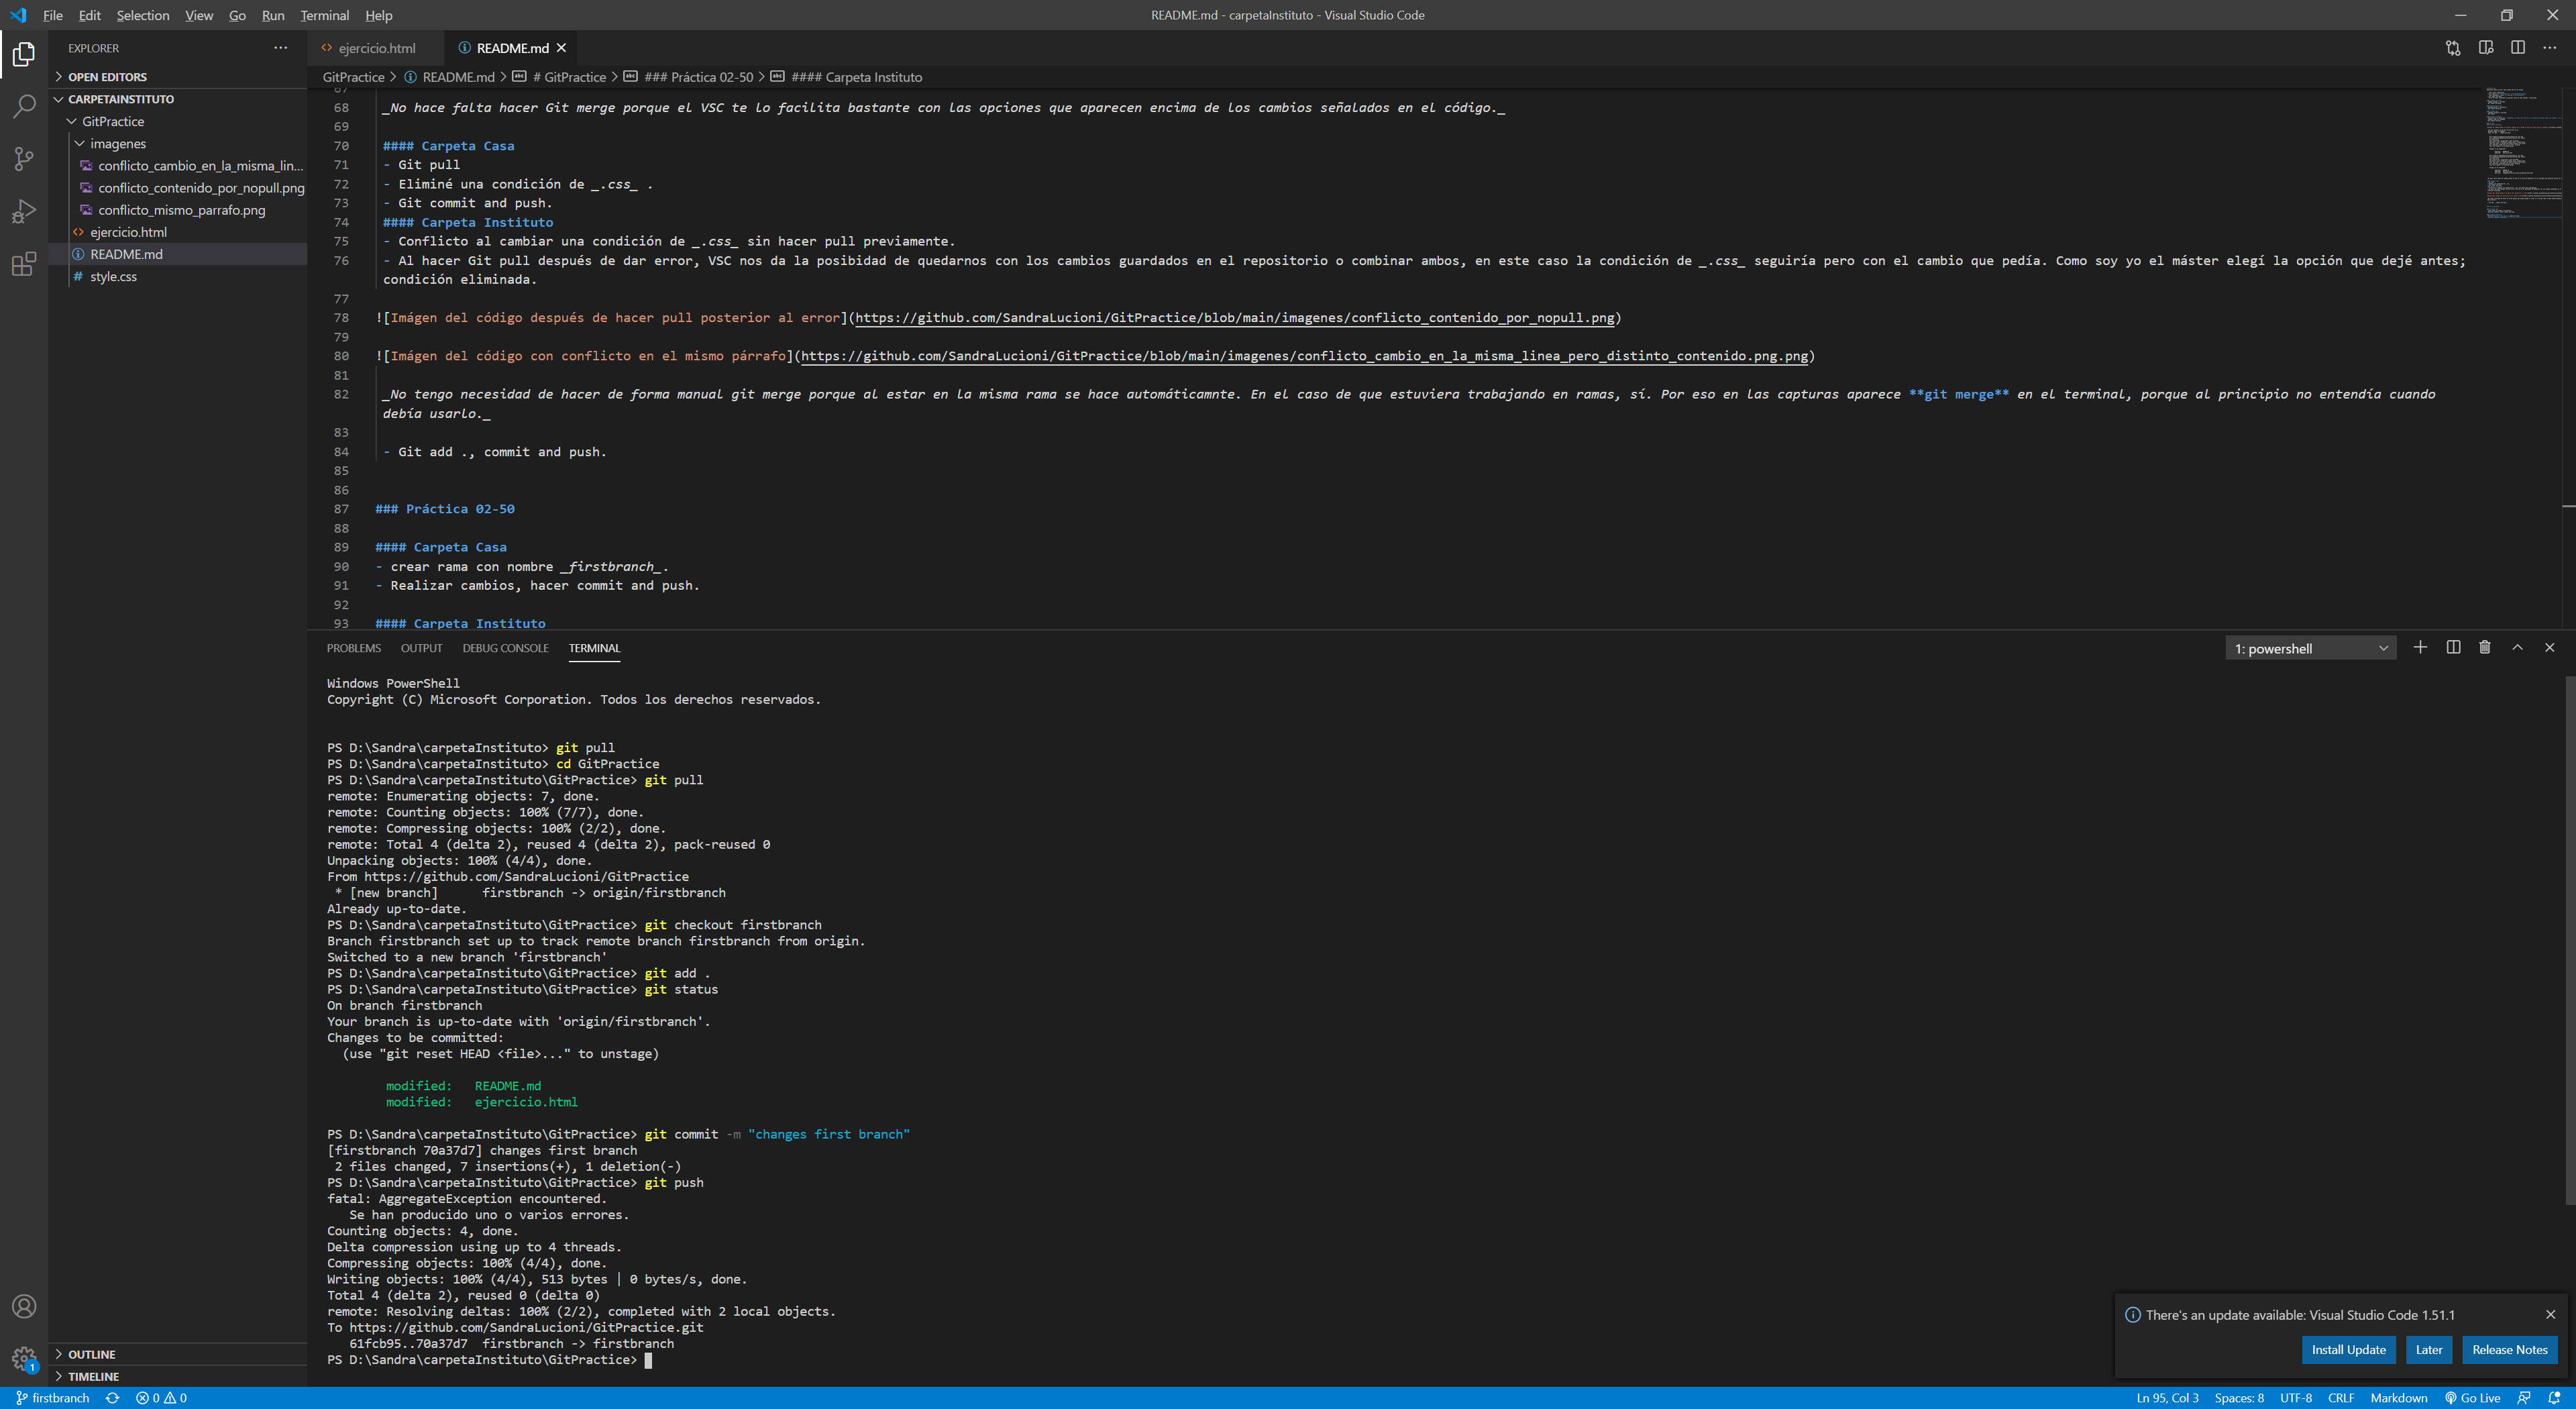 File Edit Selection View Go Run Terminal Help
README.md - carpetaInstituto - Visual Studio Code
EXPLORER
OPEN EDITORS
CARPETAINSTITUTO
GitPractice
imagenes
conflicto_cambio_en_la_misma_lin...
conflicto_contenido_por_nopull.png
conflicto_mismo_parrafo.png
ejercicio.html
README.md
style.css
OUTLINE
TIMELINE
ejercicio.html README.md
GitPractice > README.md > # GitPractice > ### Práctica 02-50 > #### Carpeta Instituto
67
68 _No hace falta hacer Git merge porque el VSC te lo facilita bastante con las opciones que aparecen encima de los cambios señalados en el código._
69
70 #### Carpeta Casa
71 - Git pull
72 - Eliminé una condición de _.css_ .
73 - Git commit and push.
74 #### Carpeta Instituto
75 - Conflicto al cambiar una condición de _.css_ sin hacer pull previamente.
76 - Al hacer Git pull después de dar error, VSC nos da la posibidad de quedarnos con los cambios guardados en el repositorio o combinar ambos, en este caso la condición de _.css_ seguiría pero con el cambio que pedía. Como soy yo el máster elegí la opción que dejé antes;
condición eliminada.
77
78 ![Imágen del código después de hacer pull posterior al error](https://github.com/SandraLucioni/GitPractice/blob/main/imagenes/conflicto_contenido_por_nopull.png)
79
80 ![Imágen del código con conflicto en el mismo párrafo](https://github.com/SandraLucioni/GitPractice/blob/main/imagenes/conflicto_cambio_en_la_misma_linea_pero_distinto_contenido.png.png)
81
82 _No tengo necesidad de hacer de forma manual git merge porque al estar en la misma rama se hace automáticamnte. En el caso de que estuviera trabajando en ramas, sí. Por eso en las capturas aparece **git merge** en el terminal, porque al principio no entendía cuando
debía usarlo._
83
84 - Git add ., commit and push.
85
86
87 ### Práctica 02-50
88
89 #### Carpeta Casa
90 - crear rama con nombre _firstbranch_.
91 - Realizar cambios, hacer commit and push.
92
93 #### Carpeta Instituto
PROBLEMS OUTPUT DEBUG CONSOLE TERMINAL
1: powershell
Windows PowerShell
Copyright (C) Microsoft Corporation. Todos los derechos reservados.
PS D:\Sandra\carpetaInstituto> git pull
PS D:\Sandra\carpetaInstituto> cd GitPractice
PS D:\Sandra\carpetaInstituto\GitPractice> git pull
remote: Enumerating objects: 7, done.
remote: Counting objects: 100% (7/7), done.
remote: Compressing objects: 100% (2/2), done.
remote: Total 4 (delta 2), reused 4 (delta 2), pack-reused 0
Unpacking objects: 100% (4/4), done.
From https://github.com/SandraLucioni/GitPractice
* [new branch] firstbranch -> origin/firstbranch
Already up-to-date.
PS D:\Sandra\carpetaInstituto\GitPractice> git checkout firstbranch
Branch firstbranch set up to track remote branch firstbranch from origin.
Switched to a new branch 'firstbranch'
PS D:\Sandra\carpetaInstituto\GitPractice> git add .
PS D:\Sandra\carpetaInstituto\GitPractice> git status
On branch firstbranch
Your branch is up-to-date with 'origin/firstbranch'.
Changes to be committed:
(use "git reset HEAD <file>..." to unstage)
modified: README.md
modified: ejercicio.html
PS D:\Sandra\carpetaInstituto\GitPractice> git commit -m "changes first branch"
[firstbranch 70a37d7] changes first branch
2 files changed, 7 insertions(+), 1 deletion(-)
PS D:\Sandra\carpetaInstituto\GitPractice> git push
fatal: AggregateException encountered.
Se han producido uno o varios errores.
Counting objects: 4, done.
Delta compression using up to 4 threads.
Compressing objects: 100% (4/4), done.
Writing objects: 100% (4/4), 513 bytes | 0 bytes/s, done.
Total 4 (delta 2), reused 0 (delta 0)
remote: Resolving deltas: 100% (2/2), completed with 2 local objects.
To https://github.com/SandraLucioni/GitPractice.git
61fcb95..70a37d7 firstbranch -> firstbranch
PS D:\Sandra\carpetaInstituto\GitPractice>
There's an update available: Visual Studio Code 1.51.1
Install Update Later Release Notes
1
firstbranch 0 0
Ln 95, Col 3 Spaces: 8 UTF-8 CRLF Markdown Go Live